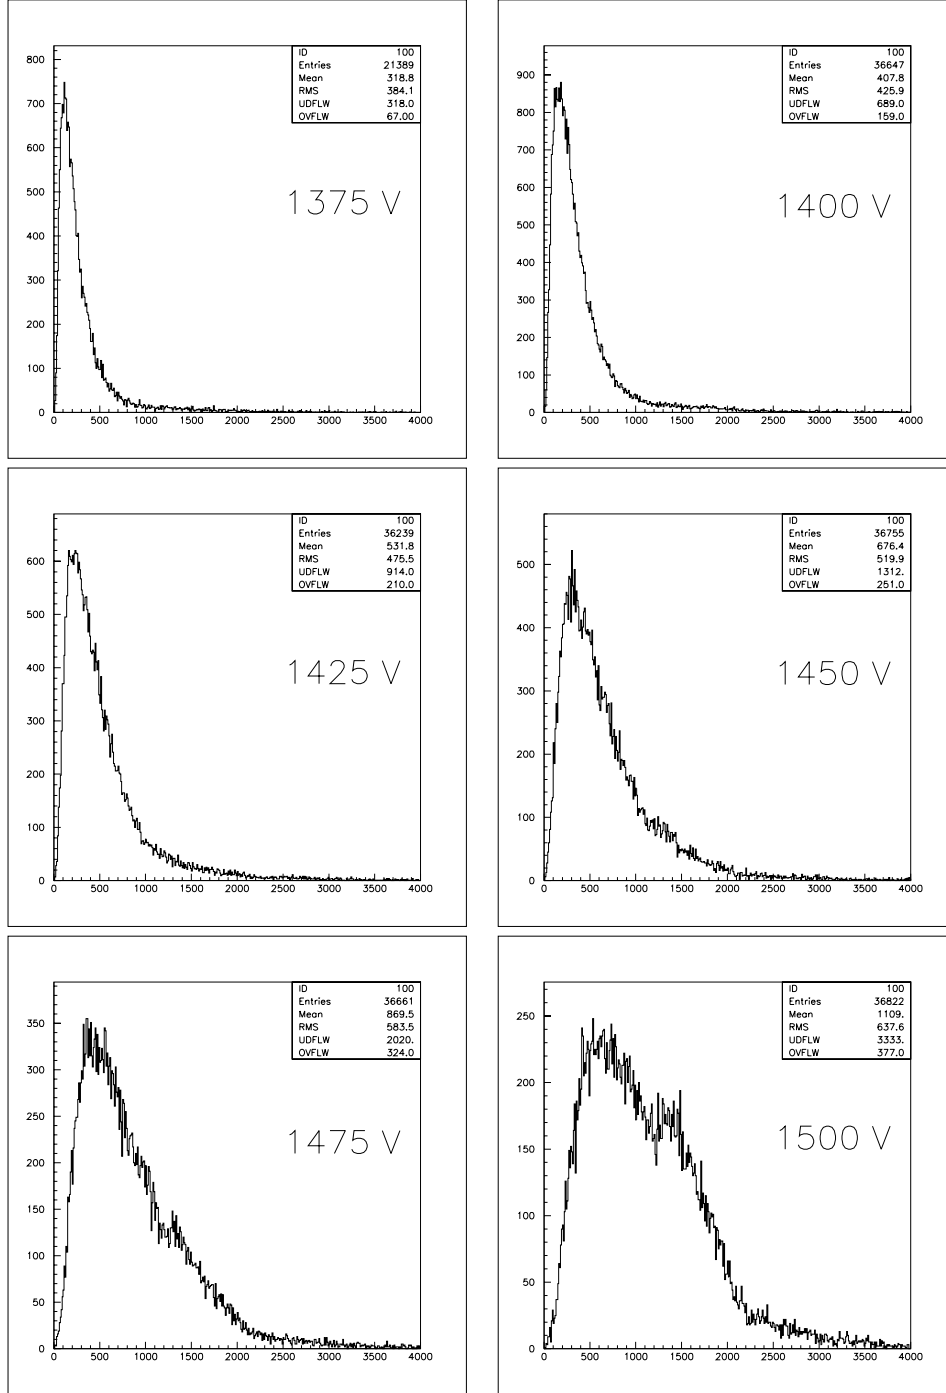 ID 100
Entries 21389
Mean 318.8
RMS 384.1
UDFLW 318.0
OVFLW 67.00
1375 V
800
700
600
500
400
300
200
100
0
0 500 1000 1500 2000 2500 3000 3500 4000
ID 100
Entries 36647
Mean 407.8
RMS 425.9
UDFLW 689.0
OVFLW 159.0
1400 V
900
800
700
600
500
400
300
200
100
0
0 500 1000 1500 2000 2500 3000 3500 4000
ID 100
Entries 36239
Mean 531.8
RMS 475.5
UDFLW 914.0
OVFLW 210.0
1425 V
600
500
400
300
200
100
0
0 500 1000 1500 2000 2500 3000 3500 4000
ID 100
Entries 36755
Mean 676.4
RMS 519.9
UDFLW 1312.
OVFLW 251.0
1450 V
500
400
300
200
100
0
0 500 1000 1500 2000 2500 3000 3500 4000
ID 100
Entries 36661
Mean 869.5
RMS 583.5
UDFLW 2020.
OVFLW 324.0
1475 V
350
300
250
200
150
100
50
0
0 500 1000 1500 2000 2500 3000 3500 4000
ID 100
Entries 36822
Mean 1109.
RMS 637.6
UDFLW 3333.
OVFLW 377.0
1500 V
250
200
150
100
50
0
0 500 1000 1500 2000 2500 3000 3500 4000